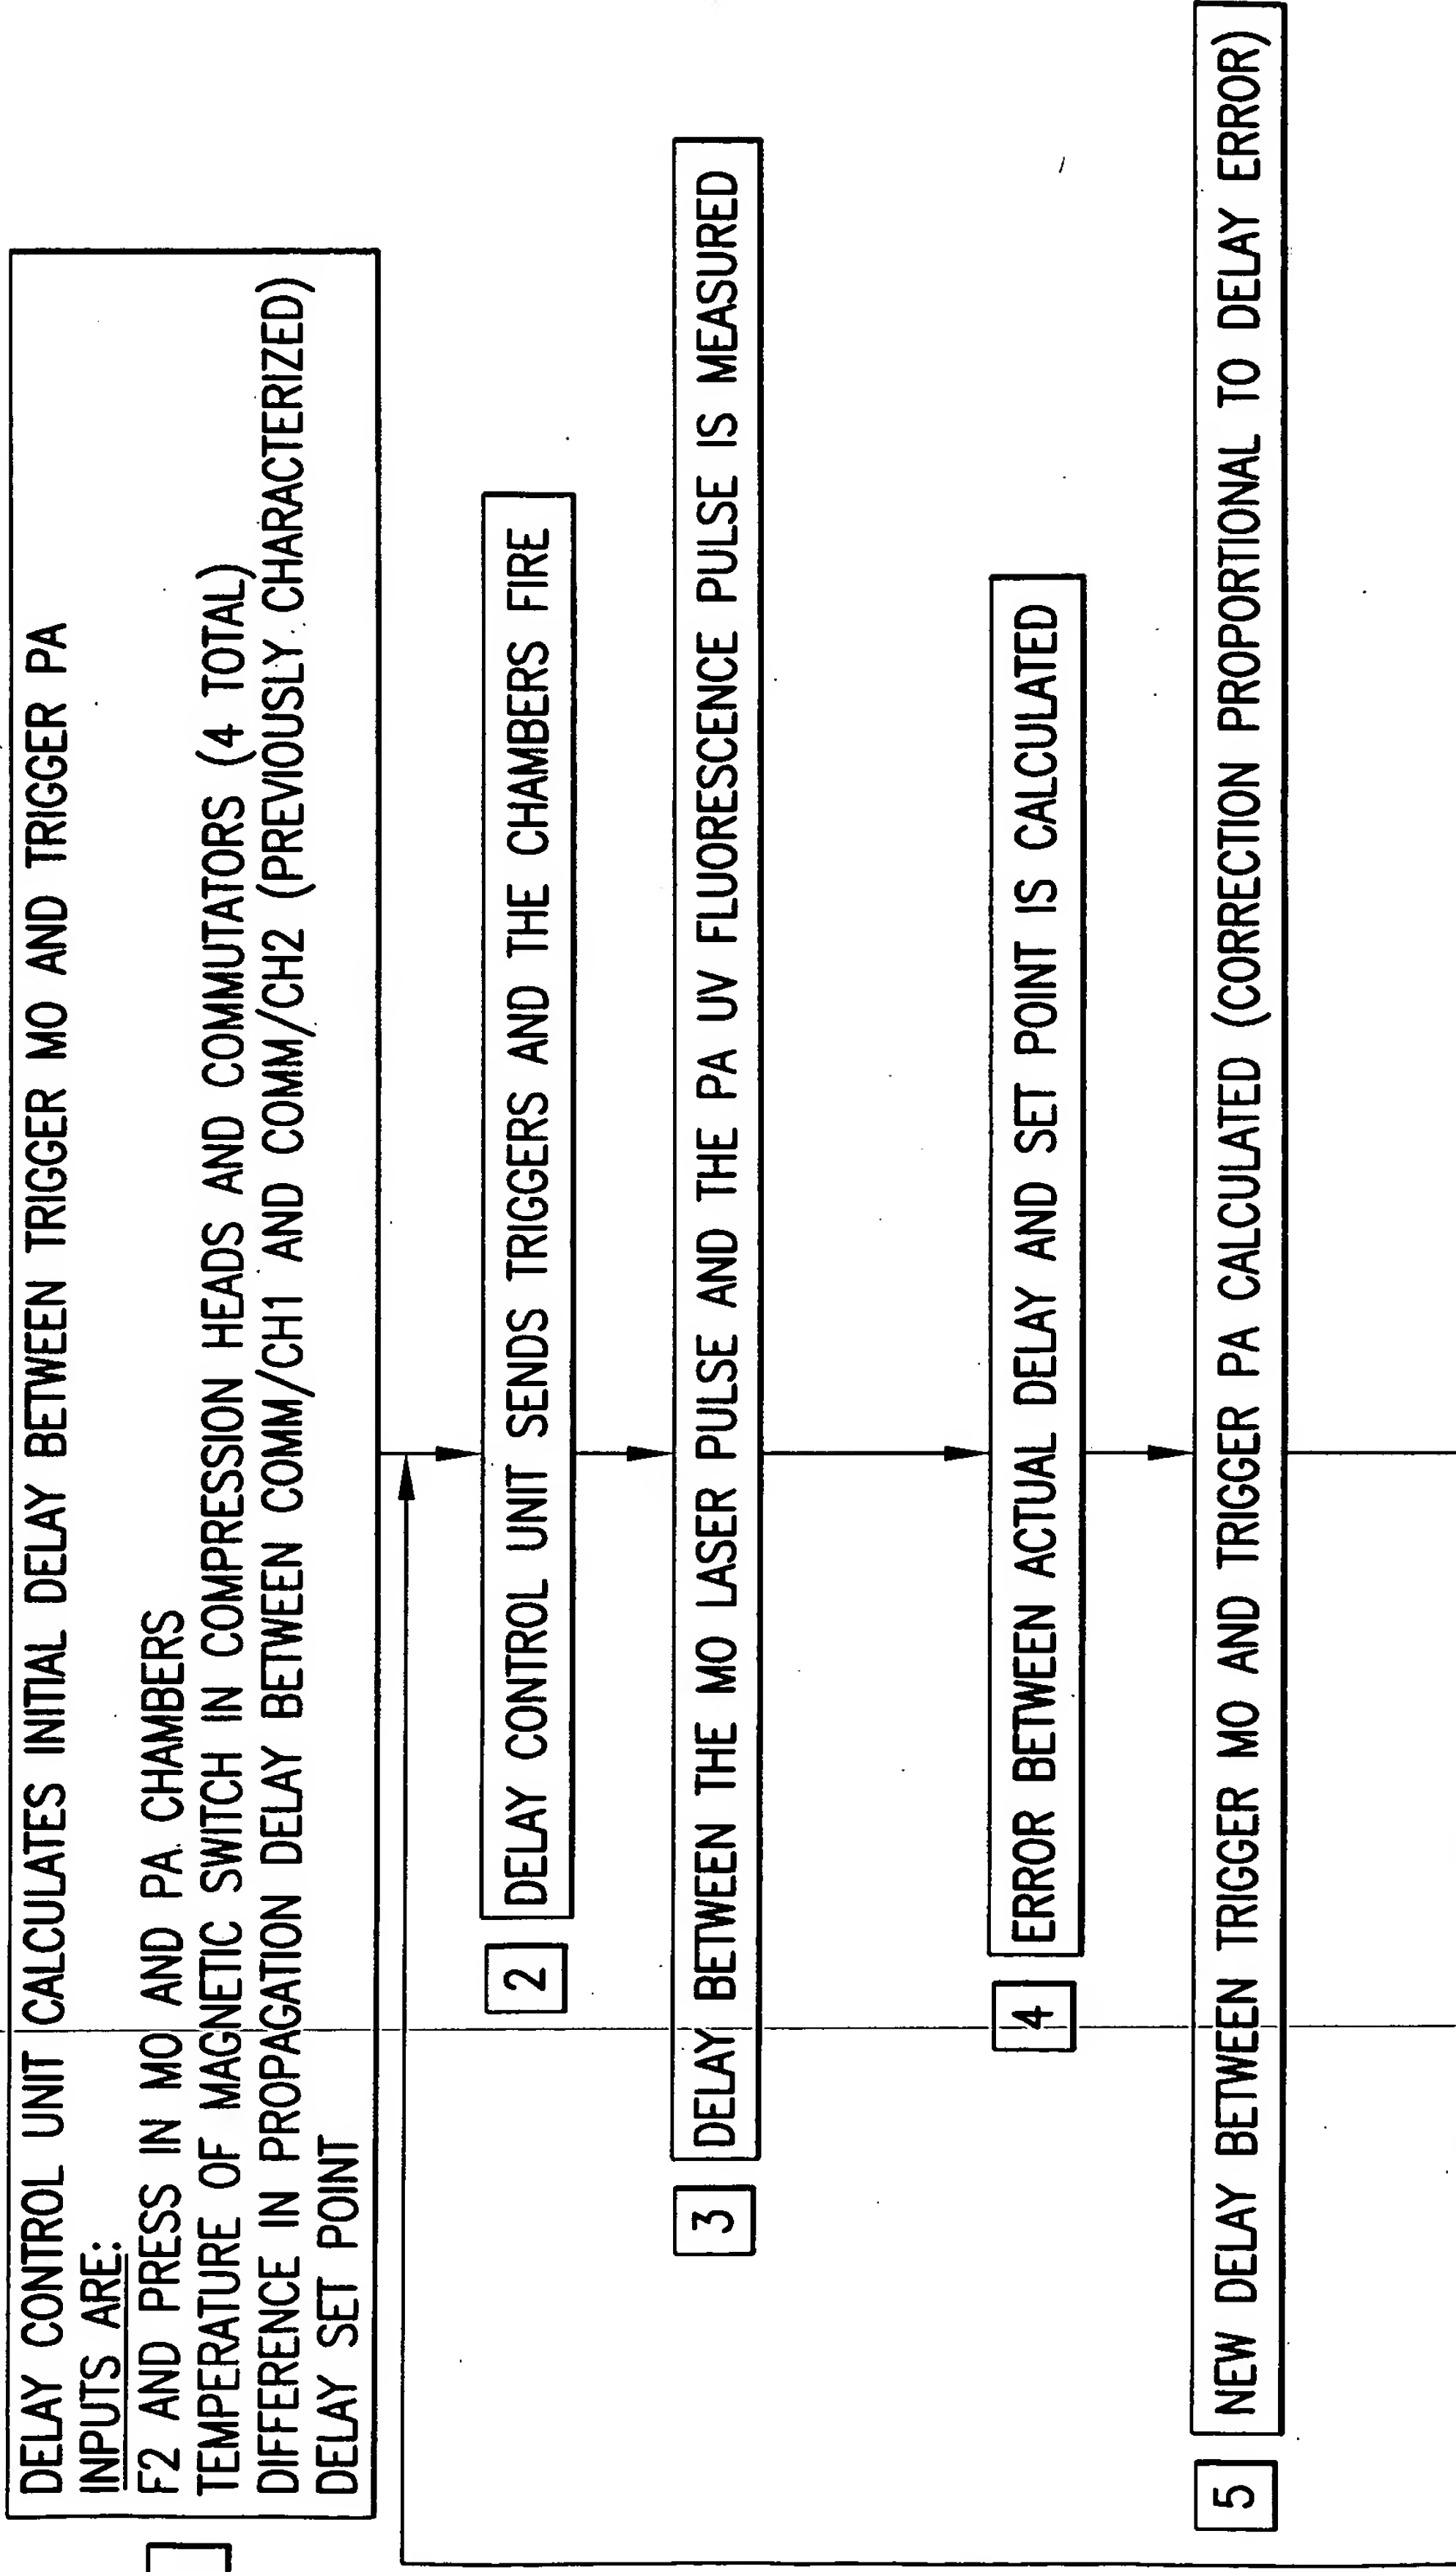 DELAY CONTROL UNIT CALCULATES INITIAL DELAY BETWEEN TRIGGER MO AND TRIGGER PA
INPUTS ARE:
F2 AND PRESS IN MO AND PA CHAMBERS
TEMPERATURE OF MAGNETIC SWITCH IN COMPRESSION HEADS AND COMMUTATORS (4 TOTAL)
DIFFERENCE IN PROPAGATION DELAY BETWEEN COMM/CH1 AND COMM/CH2 (PREVIOUSLY CHARACTERIZED)
DELAY SET POINT
2 DELAY CONTROL UNIT SENDS TRIGGERS AND THE CHAMBERS FIRE
3 DELAY BETWEEN THE MO LASER PULSE AND THE PA UV FLUORESCENCE PULSE IS MEASURED
4 ERROR BETWEEN ACTUAL DELAY AND SET POINT IS CALCULATED
5 NEW DELAY BETWEEN TRIGGER MO AND TRIGGER PA CALCULATED (CORRECTION PROPORTIONAL TO DELAY ERROR)